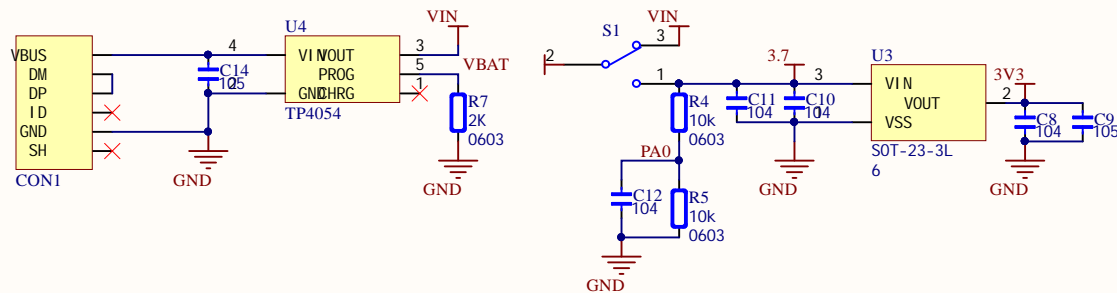 VBUS
DM
DP
ID
GND
SH
CON1
4
C14
105
2
U4
VIN
VOUT
PROG
GND
CHRG
TP4054
VIN
3
5
1
VBAT
R7
2K
0603
GND
GND
S1
VIN
3
2
1
R4
10k
0603
PA0
C12
104
R5
10k
0603
GND
3.7
3
C11
104
C10
104
1
GND
U3
VIN
VOUT
VSS
SOT-23-3L
6
3V3
2
C8
104
C9
105
GND